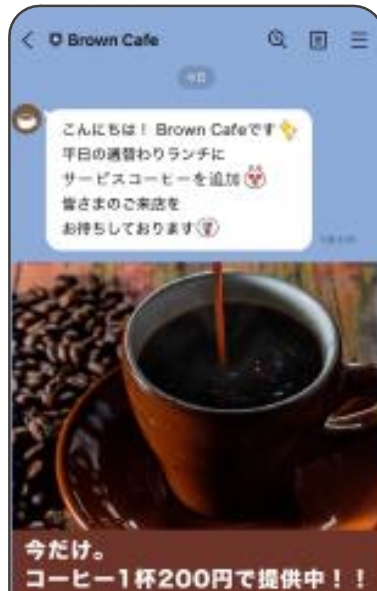 Brown Cafe
今日
こんにちは! Brown Cafeです
平日の週替わりランチに
サービスコーヒーを追加
皆さまのご来店を
お待ちしております
今だけ。
コーヒー1杯200円で提供中!!